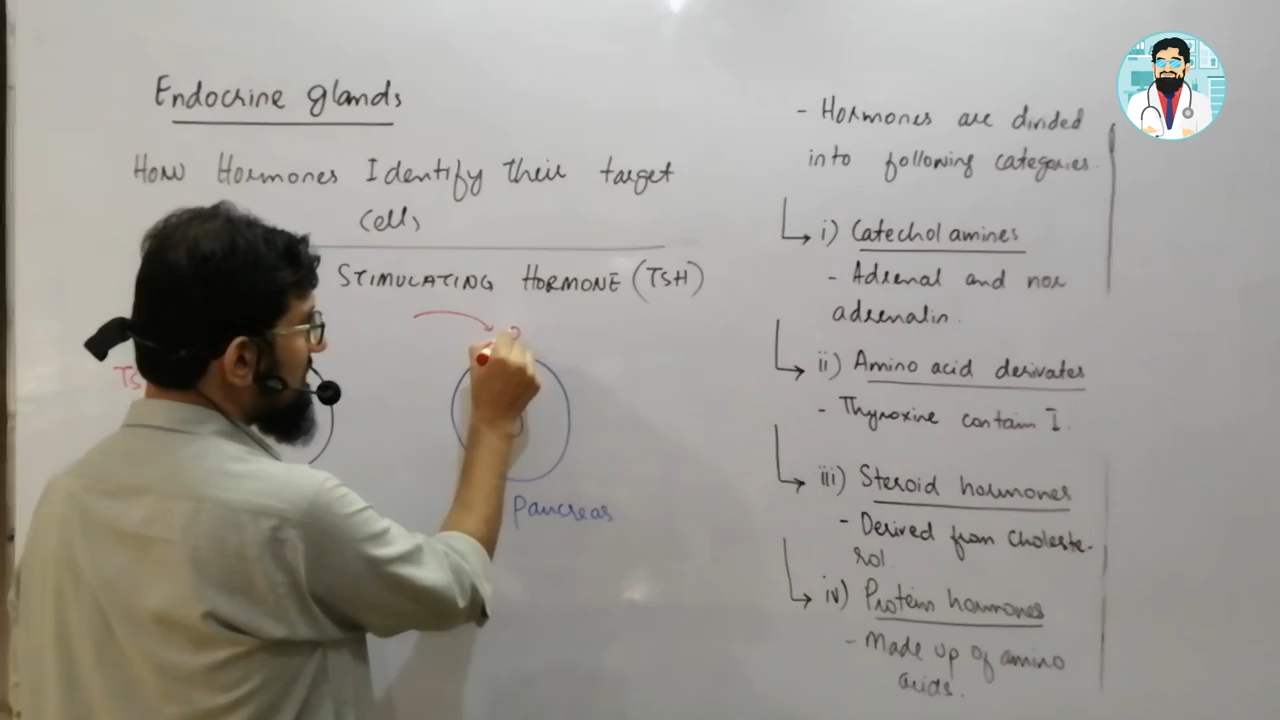 Endocrine glands
How Hormones Identify their target
cells
STIMULATING HORMONE (TSH)
TS
Pancreas
- Hormones are divided
into following categories.
i) Catechol amines
- Adrenal and nor
adrenalin.
ii) Amino acid derivates
- Thyroxine contain I.
iii) Steroid hormones
- Derived from Choleste-
rol
iv) Protein hormones
- Made up of amino
acids.